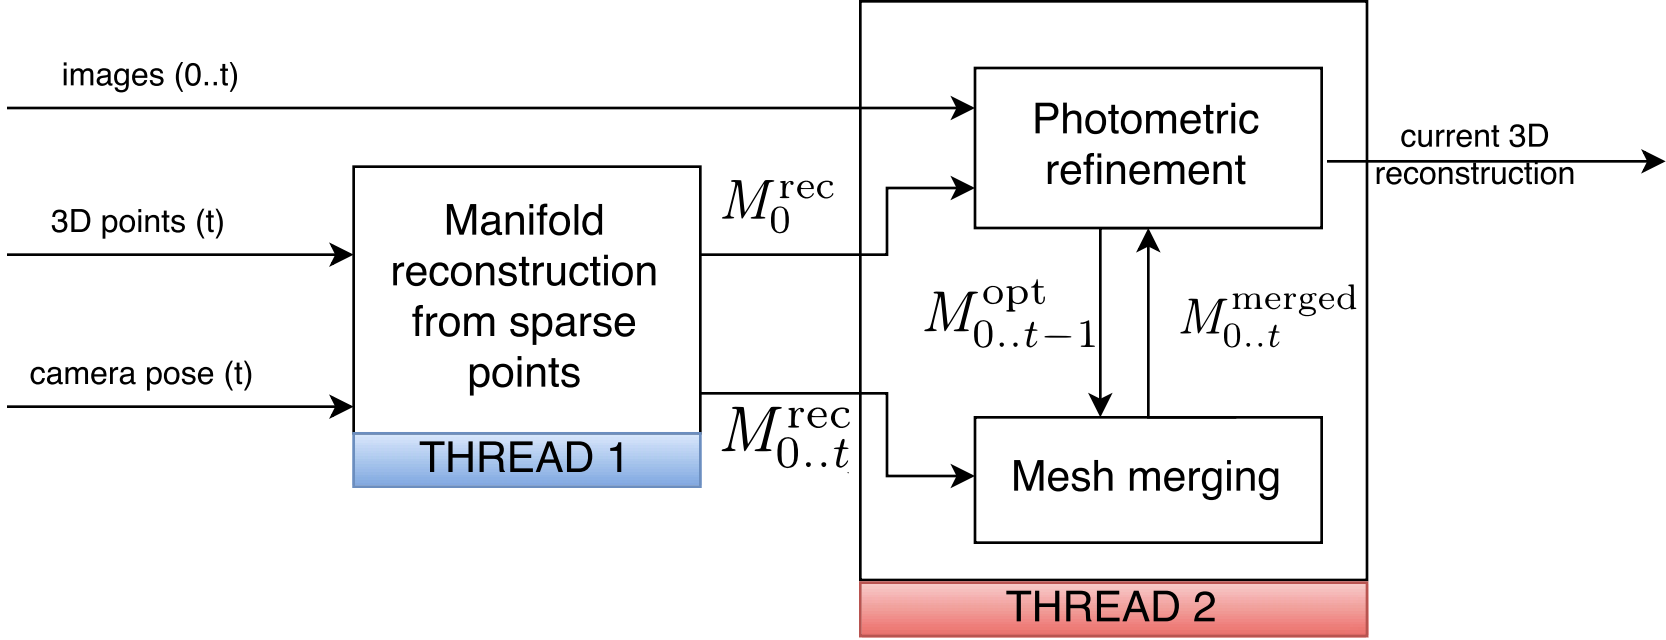 images (0..t)
3D points (t)
camera pose (t)
Manifold
reconstruction
from sparse
points
THREAD 1
M_0^rec
M_{0..t}^rec
Photometric
refinement
M_{0..t−1}^opt
M_{0..t}^merged
Mesh merging
THREAD 2
current 3D
reconstruction